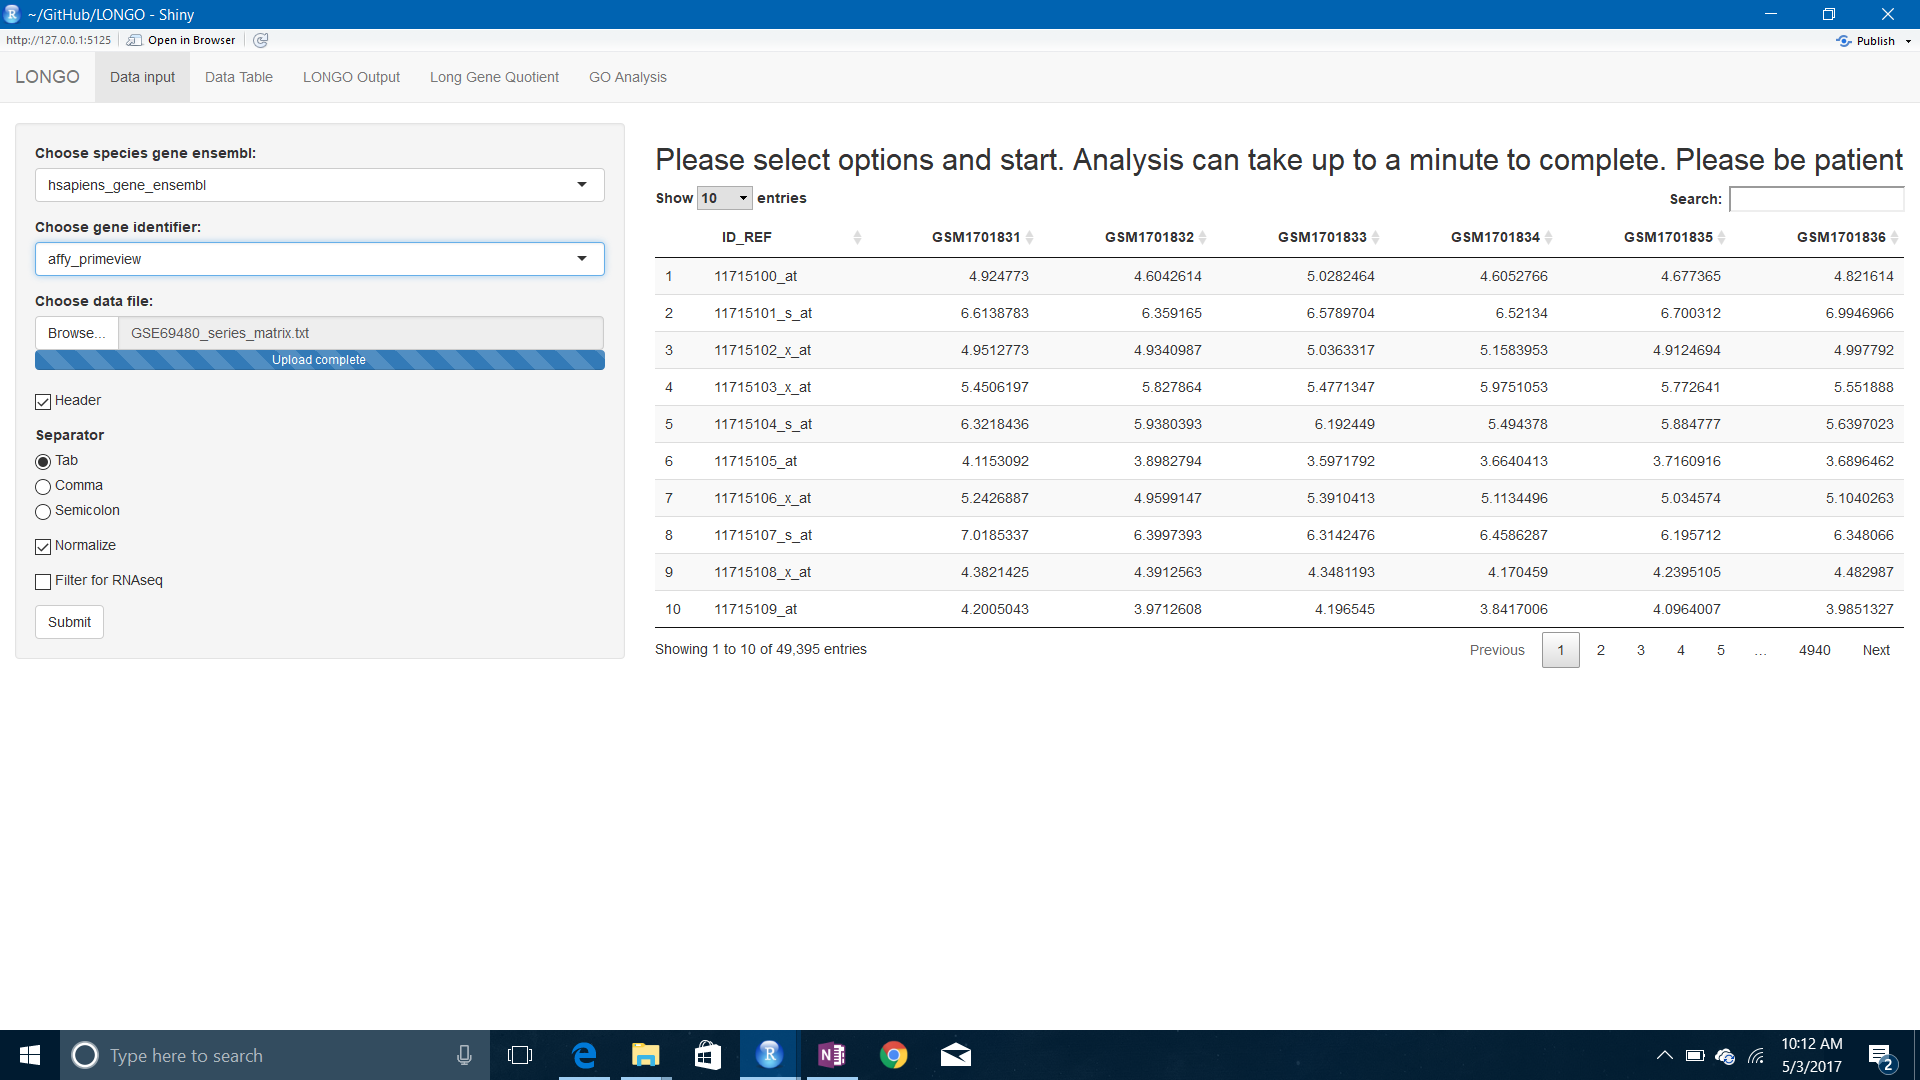 ~/GitHub/LONGO - Shiny
http://127.0.0.1:5125 Open in Browser Publish
LONGO Data input Data Table LONGO Output Long Gene Quotient GO Analysis
Choose species gene ensembl:
hsapiens_gene_ensembl
Choose gene identifier:
affy_primeview
Choose data file:
Browse... GSE69480_series_matrix.txt
Upload complete
Header
Separator
Tab
Comma
Semicolon
Normalize
Filter for RNAseq
Submit
Please select options and start. Analysis can take up to a minute to complete. Please be patient
Show 10 entries Search:
ID_REF GSM1701831 GSM1701832 GSM1701833 GSM1701834 GSM1701835 GSM1701836
1 11715100_at 4.924773 4.6042614 5.0282464 4.6052766 4.677365 4.821614
2 11715101_s_at 6.6138783 6.359165 6.5789704 6.52134 6.700312 6.9946966
3 11715102_x_at 4.9512773 4.9340987 5.0363317 5.1583953 4.9124694 4.997792
4 11715103_x_at 5.4506197 5.827864 5.4771347 5.9751053 5.772641 5.551888
5 11715104_s_at 6.3218436 5.9380393 6.192449 5.494378 5.884777 5.6397023
6 11715105_at 4.1153092 3.8982794 3.5971792 3.6640413 3.7160916 3.6896462
7 11715106_x_at 5.2426887 4.9599147 5.3910413 5.1134496 5.034574 5.1040263
8 11715107_s_at 7.0185337 6.3997393 6.3142476 6.4586287 6.195712 6.348066
9 11715108_x_at 4.3821425 4.3912563 4.3481193 4.170459 4.2395105 4.482987
10 11715109_at 4.2005043 3.9712608 4.196545 3.8417006 4.0964007 3.9851327
Showing 1 to 10 of 49,395 entries Previous 1 2 3 4 5 … 4940 Next
Type here to search
10:12 AM
5/3/2017
2